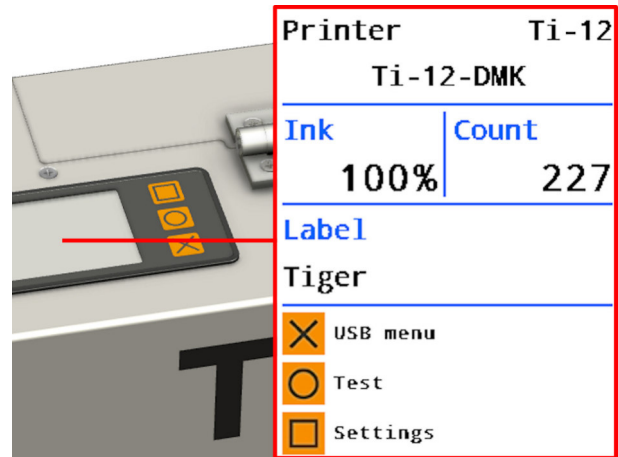 Printer Ti-12
Ti-12-DMK
Ink Count
100% 227
Label
Tiger
USB menu
Test
Settings
T